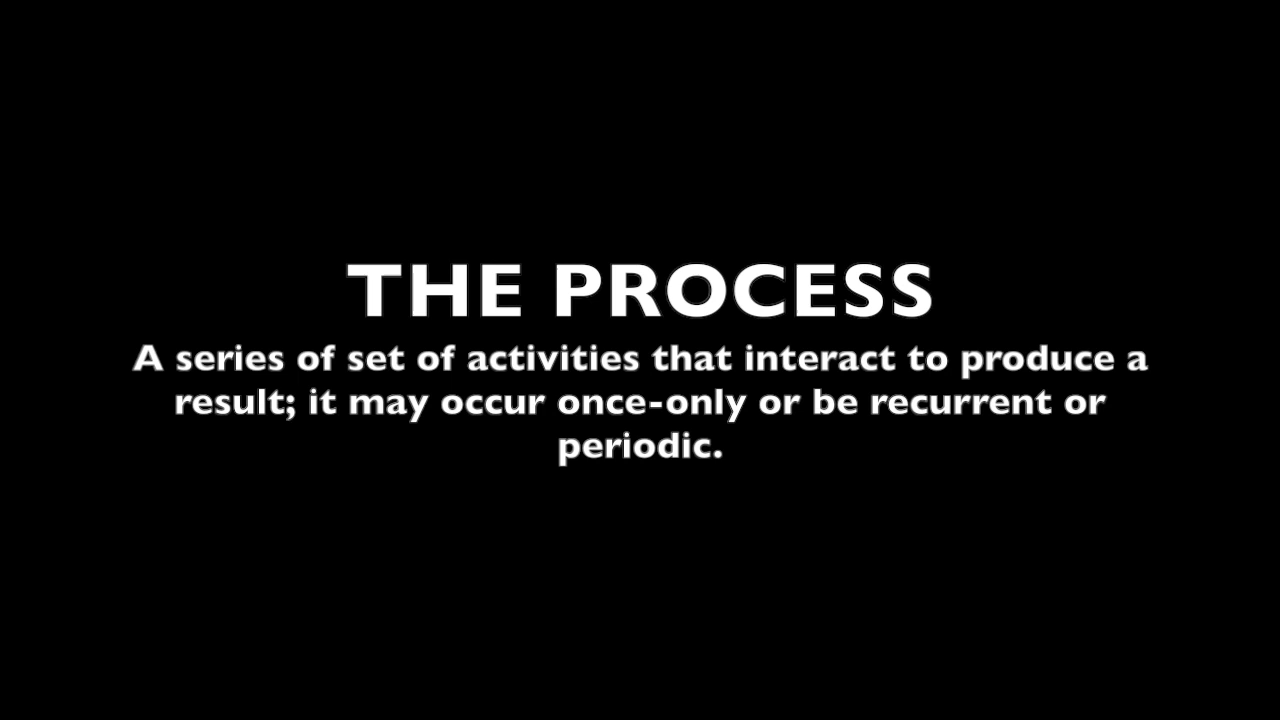 THE PROCESS
A series of set of activities that interact to produce a
result; it may occur once-only or be recurrent or
periodic.